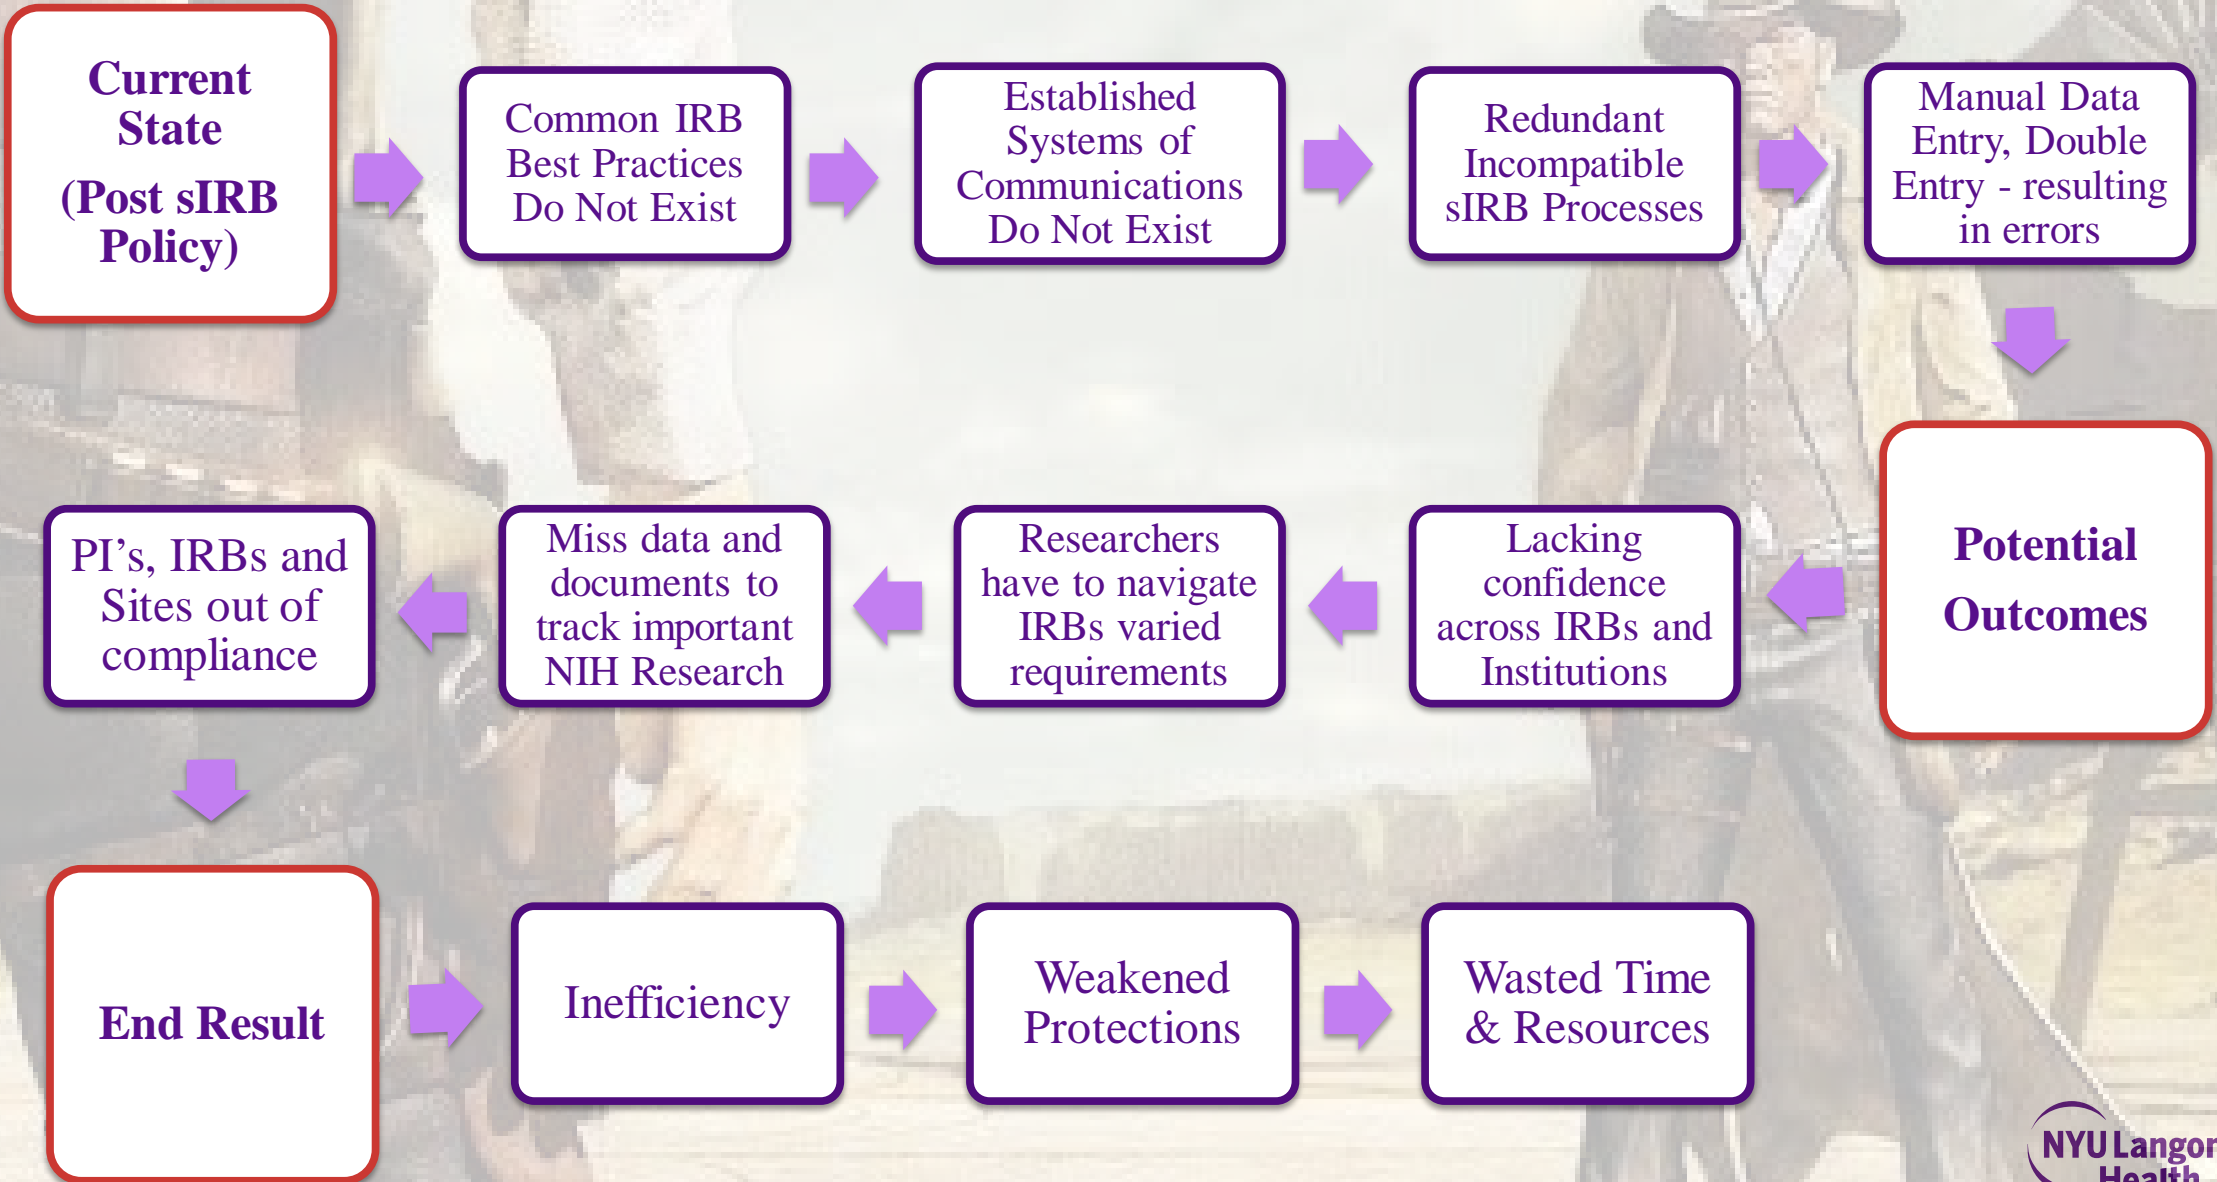 Current
State
(Post sIRB
Policy)
Common IRB
Best Practices
Do Not Exist
Established
Systems of
Communications
Do Not Exist
Redundant
Incompatible
sIRB Processes
Manual Data
Entry, Double
Entry - resulting
in errors
Potential
Outcomes
Lacking
confidence
across IRBs and
Institutions
Researchers
have to navigate
IRBs varied
requirements
Miss data and
documents to
track important
NIH Research
PI's, IRBs and
Sites out of
compliance
End Result
Inefficiency
Weakened
Protections
Wasted Time
& Resources
NYU Langon
Health